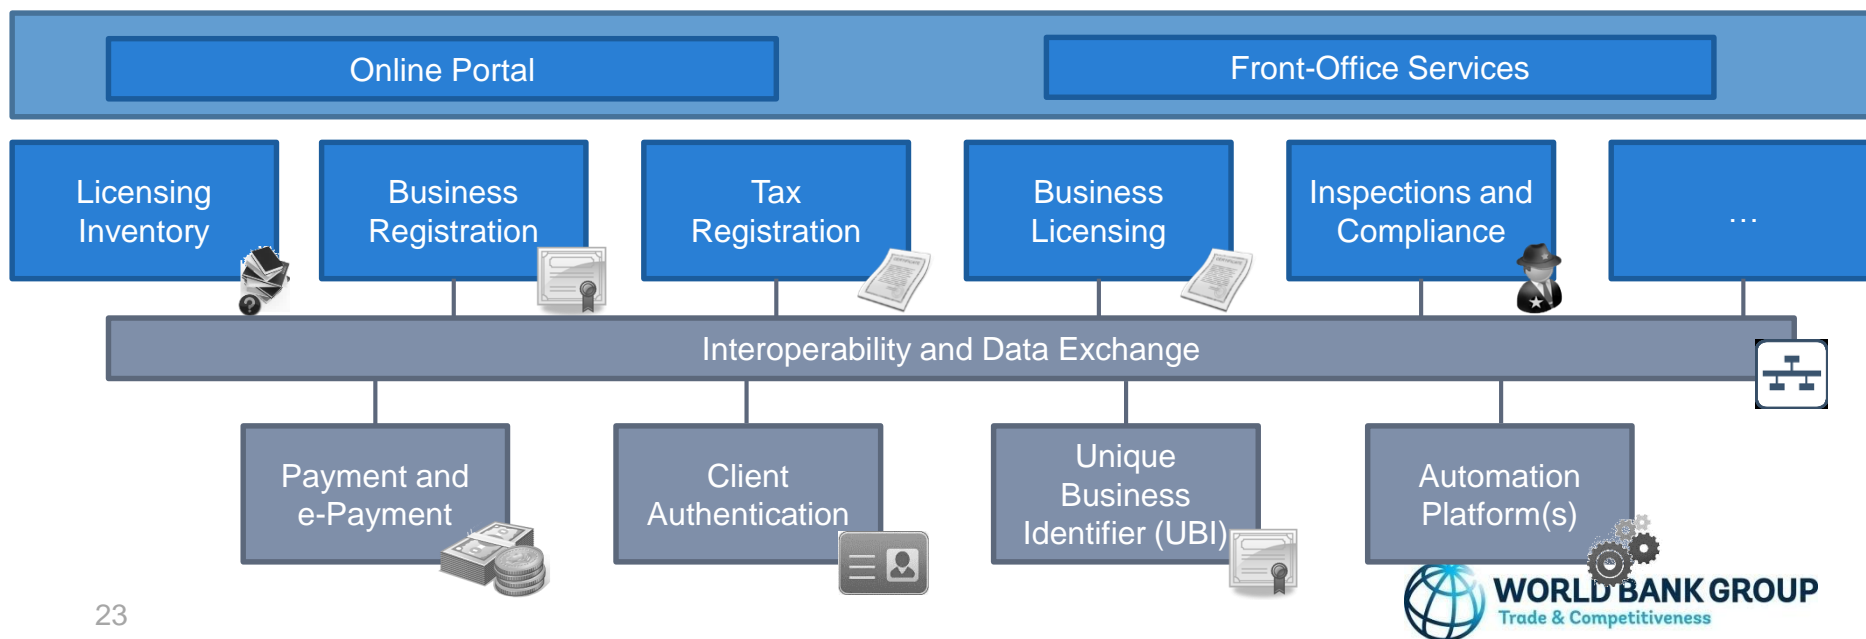 Online Portal
Front-Office Services
Licensing
Inventory
Business
Registration
Tax
Registration
Business
Licensing
Inspections and
Compliance
...
Interoperability and Data Exchange
Payment and
e-Payment
Client
Authentication
Unique
Business
Identifier (UBI)
Automation
Platform(s)
23
WORLD BANK GROUP
Trade & Competitiveness